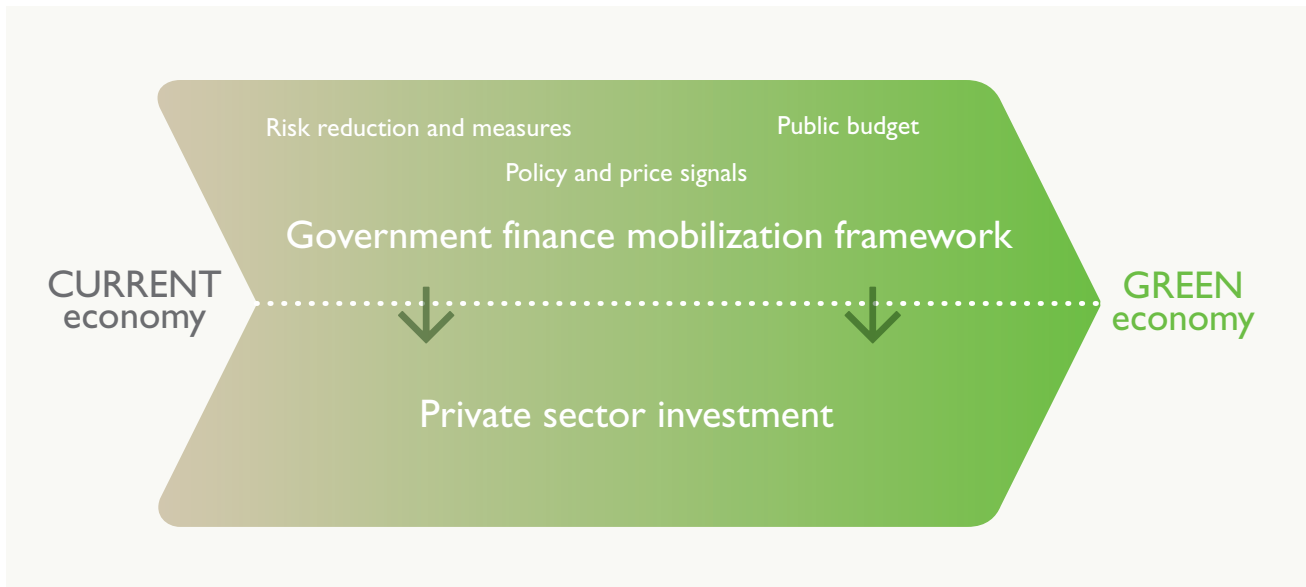 Risk reduction and measures
Public budget
Policy and price signals
Government finance mobilization framework
CURRENT
economy
GREEN
economy
Private sector investment